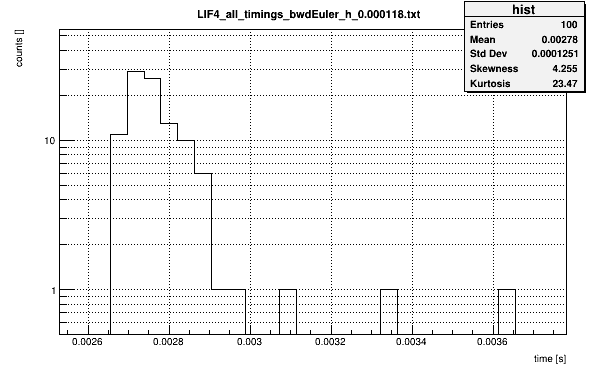 LIF4_all_timings_bwdEuler_h_0.000118.txt
hist
Entries 100
Mean 0.00278
Std Dev 0.0001251
Skewness 4.255
Kurtosis 23.47
counts []
10
1
0.0026 0.0028 0.003 0.0032 0.0034 0.0036
time [s]